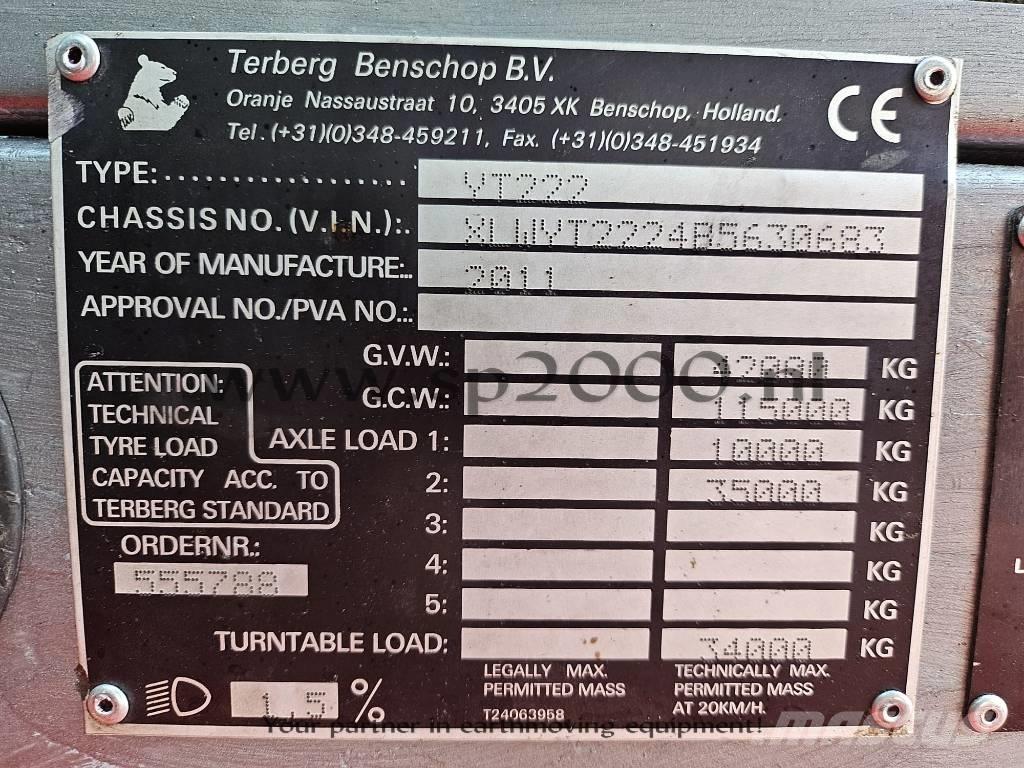 Terberg Benschop B.V.
Oranje Nassaustraat 10, 3405 XK Benschop, Holland.
Tel. (+31)(0)348-459211, Fax. (+31)(0)348-451934
CE
TYPE:.................. YT222
CHASSIS NO. (V.I.N.):. XLWYT2224B5630683
YEAR OF MANUFACTURE:.. 2011
APPROVAL NO./PVA NO.:.
G.V.W.: KG
www.sp2000.nl
G.C.W.: 115000 KG
ATTENTION:
TECHNICAL
TYRE LOAD
CAPACITY ACC. TO
TERBERG STANDARD
AXLE LOAD 1: 10000 KG
2: 35000 KG
3: KG
4: KG
5: KG
ORDERNR.:
555788
TURNTABLE LOAD: 34000 KG
LEGALLY MAX.
PERMITTED MASS
T24063958
TECHNICALLY MAX.
PERMITTED MASS
AT 20KM/H.
1.5 %
Your partner in earthmoving equipment!
MASCUS